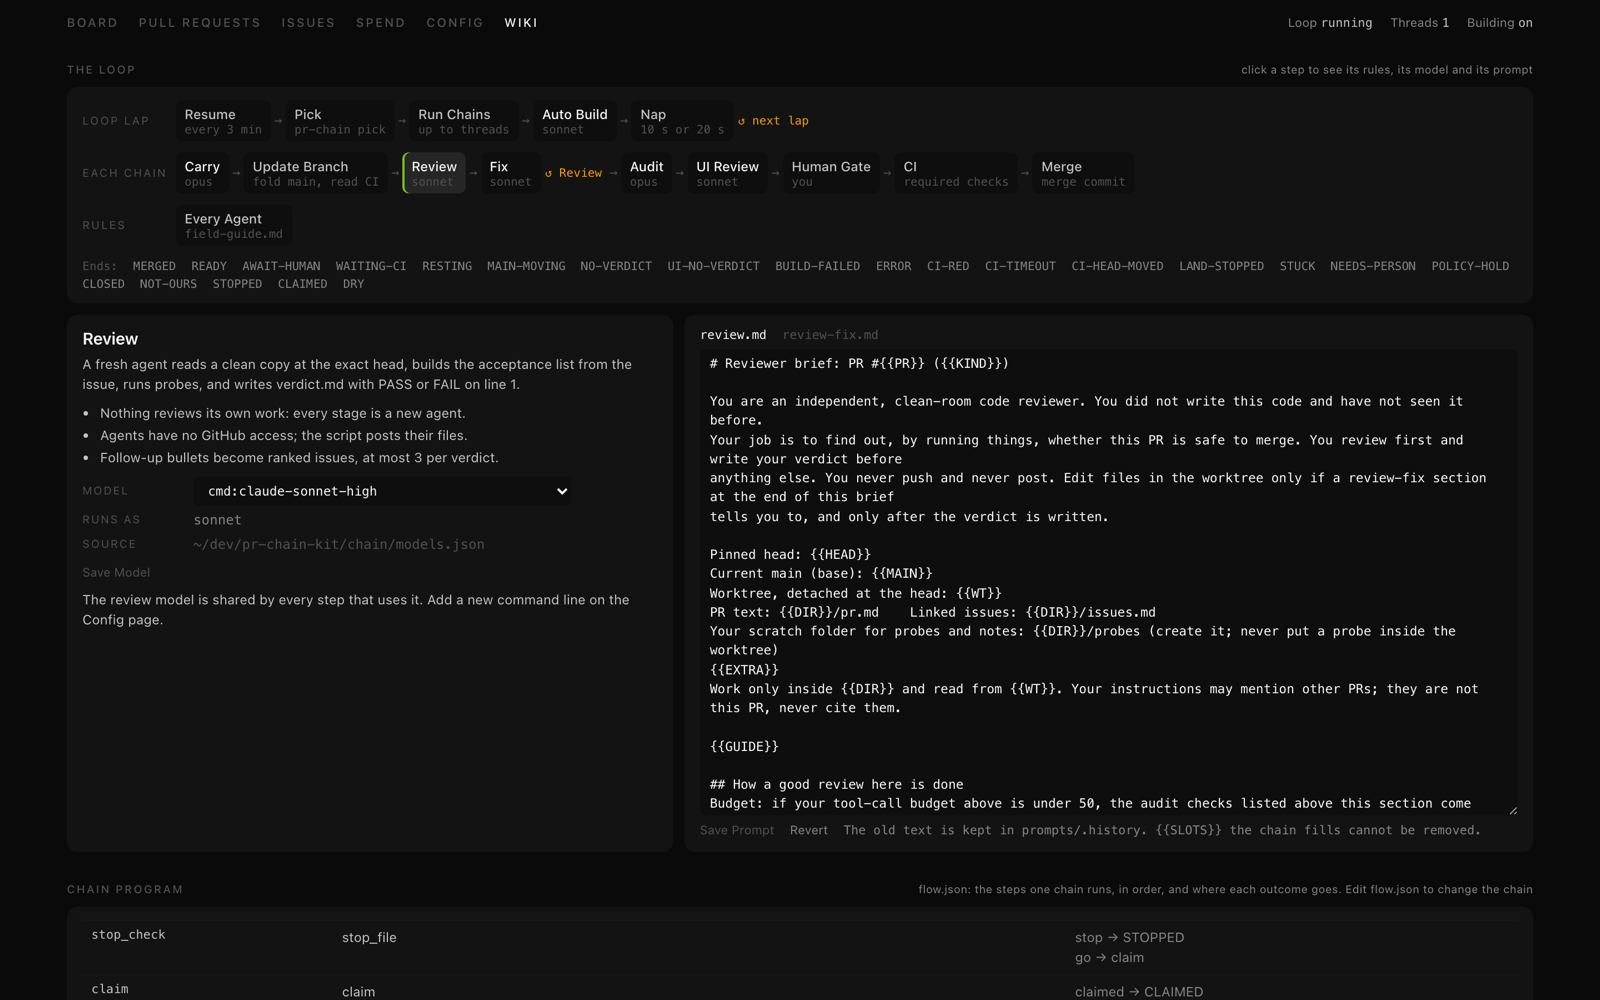 BOARD PULL REQUESTS ISSUES SPEND CONFIG WIKI Loop running Threads 1 Building on
THE LOOP click a step to see its rules, its model and its prompt
LOOP LAP Resume → Pick → Run Chains → Auto Build → Nap ↺ next lap
every 3 min pr-chain pick up to threads sonnet 10 s or 20 s
EACH CHAIN Carry → Update Branch → Review → Fix ↺ Review → Audit → UI Review → Human Gate → CI → Merge
opus fold main, read CI sonnet sonnet opus sonnet you required checks merge commit
RULES Every Agent
field-guide.md
Ends: MERGED READY AWAIT-HUMAN WAITING-CI RESTING MAIN-MOVING NO-VERDICT UI-NO-VERDICT BUILD-FAILED ERROR CI-RED CI-TIMEOUT CI-HEAD-MOVED LAND-STOPPED STUCK NEEDS-PERSON POLICY-HOLD
CLOSED NOT-OURS STOPPED CLAIMED DRY
Review
A fresh agent reads a clean copy at the exact head, builds the acceptance list from the
issue, runs probes, and writes verdict.md with PASS or FAIL on line 1.
• Nothing reviews its own work: every stage is a new agent.
• Agents have no GitHub access; the script posts their files.
• Follow-up bullets become ranked issues, at most 3 per verdict.
MODEL cmd:claude-sonnet-high
RUNS AS sonnet
SOURCE ~/dev/pr-chain-kit/chain/models.json
Save Model
The review model is shared by every step that uses it. Add a new command line on the
Config page.
review.md review-fix.md
# Reviewer brief: PR #{{PR}} ({{KIND}})
You are an independent, clean-room code reviewer. You did not write this code and have not seen it
before.
Your job is to find out, by running things, whether this PR is safe to merge. You review first and
write your verdict before
anything else. You never push and never post. Edit files in the worktree only if a review-fix section
at the end of this brief
tells you to, and only after the verdict is written.
Pinned head: {{HEAD}}
Current main (base): {{MAIN}}
Worktree, detached at the head: {{WT}}
PR text: {{DIR}}/pr.md Linked issues: {{DIR}}/issues.md
Your scratch folder for probes and notes: {{DIR}}/probes (create it; never put a probe inside the
worktree)
{{EXTRA}}
Work only inside {{DIR}} and read from {{WT}}. Your instructions may mention other PRs; they are not
this PR, never cite them.
{{GUIDE}}
## How a good review here is done
Budget: if your tool-call budget above is under 50, the audit checks listed above this section come
Save Prompt Revert The old text is kept in prompts/.history. {{SLOTS}} the chain fills cannot be removed.
CHAIN PROGRAM flow.json: the steps one chain runs, in order, and where each outcome goes. Edit flow.json to change the chain
stop_check stop_file stop → STOPPED
go → claim
claim claim claimed → CLAIMED